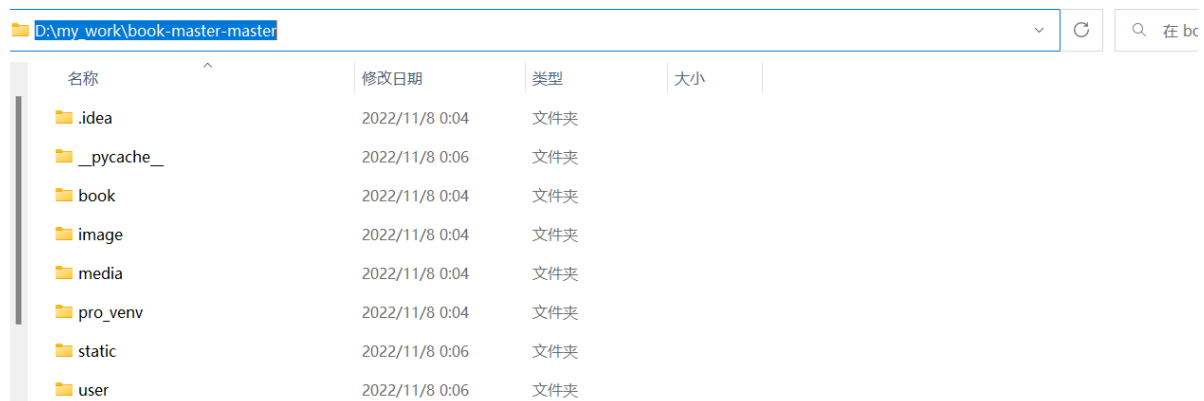 D:\my_work\book-master-master 在 bo
名称 修改日期 类型 大小
.idea 2022/11/8 0:04 文件夹
__pycache__ 2022/11/8 0:06 文件夹
book 2022/11/8 0:04 文件夹
image 2022/11/8 0:04 文件夹
media 2022/11/8 0:04 文件夹
pro_venv 2022/11/8 0:04 文件夹
static 2022/11/8 0:06 文件夹
user 2022/11/8 0:06 文件夹